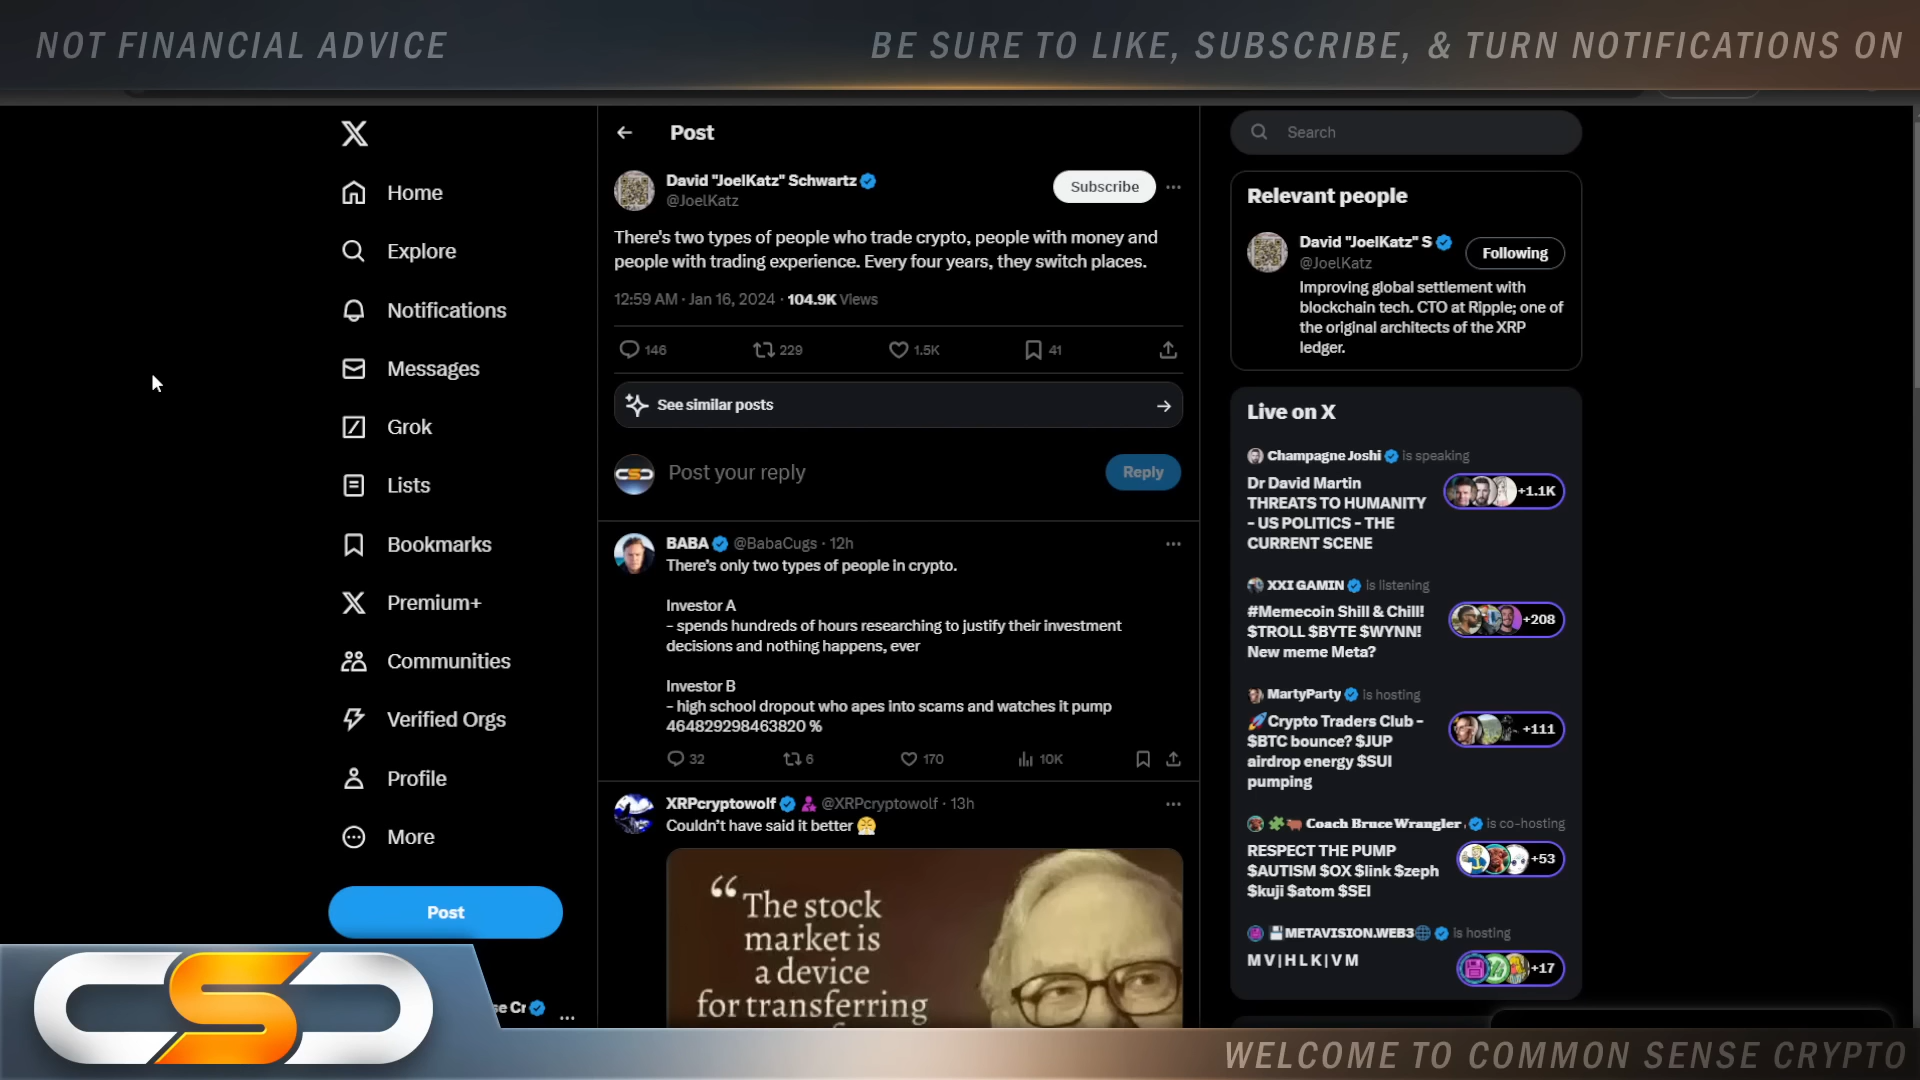 NOT FINANCIAL ADVICE
BE SURE TO LIKE, SUBSCRIBE, & TURN NOTIFICATIONS ON
Home
Explore
Notifications
Messages
Grok
Lists
Bookmarks
Premium+
Communities
Verified Orgs
Profile
More
Post
se Cr
CSC
Post
David "JoelKatz" Schwartz
@JoelKatz
Subscribe
There's two types of people who trade crypto, people with money and
people with trading experience. Every four years, they switch places.
12:59 AM · Jan 16, 2024 · 104.9K Views
146 229 1.5K 41
See similar posts
Post your reply
Reply
BABA @BabaCugs · 12h
There's only two types of people in crypto.
Investor A
- spends hundreds of hours researching to justify their investment
decisions and nothing happens, ever
Investor B
- high school dropout who apes into scams and watches it pump
464829298463820 %
32 6 170 10K
XRPcryptowolf @XRPcryptowolf · 13h
Couldn't have said it better 😤
“ The stock
market is
a device
for transferring
Search
Relevant people
David "JoelKatz" S
@JoelKatz
Following
Improving global settlement with
blockchain tech. CTO at Ripple; one of
the original architects of the XRP
ledger.
Live on X
Champagne Joshi is speaking
Dr David Martin
THREATS TO HUMANITY
- US POLITICS - THE
CURRENT SCENE
+1.1K
XXI GAMIN is listening
#Memecoin Shill & Chill!
$TROLL $BYTE $WYNN!
New meme Meta?
+208
MartyParty is hosting
🚀Crypto Traders Club -
$BTC bounce? $JUP
airdrop energy $SUI
pumping
+111
Coach Bruce Wrangler . is co-hosting
RESPECT THE PUMP
$AUTISM $OX $link $zeph
$kuji $atom $SEI
+53
💾METAVISION.WEB3🌐 is hosting
M V | H L K | V M
+17
WELCOME TO COMMON SENSE CRYPTO